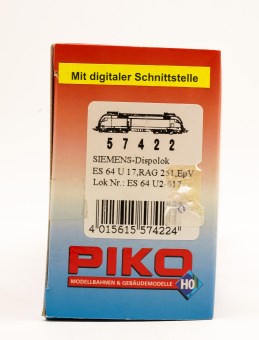 Mit digitaler Schnittstelle
57422
SIEMENS-Dispolok
ES 64 U 17,RAG 251,EpV
Lok Nr.: ES 64 U2-017
4 015615 574224
PIKO
MODELLBAHNEN & GEBÄUDEMODELLE
H0